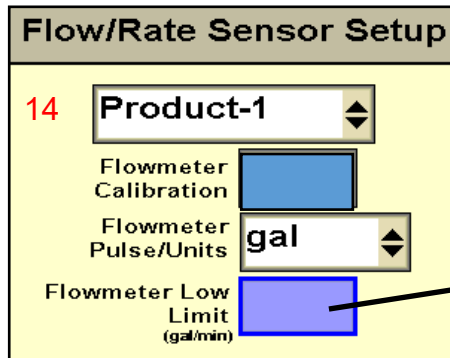 Flow/Rate Sensor Setup
14 Product-1
Flowmeter
Calibration
Flowmeter
Pulse/Units gal
Flowmeter Low
Limit
(gal/min)